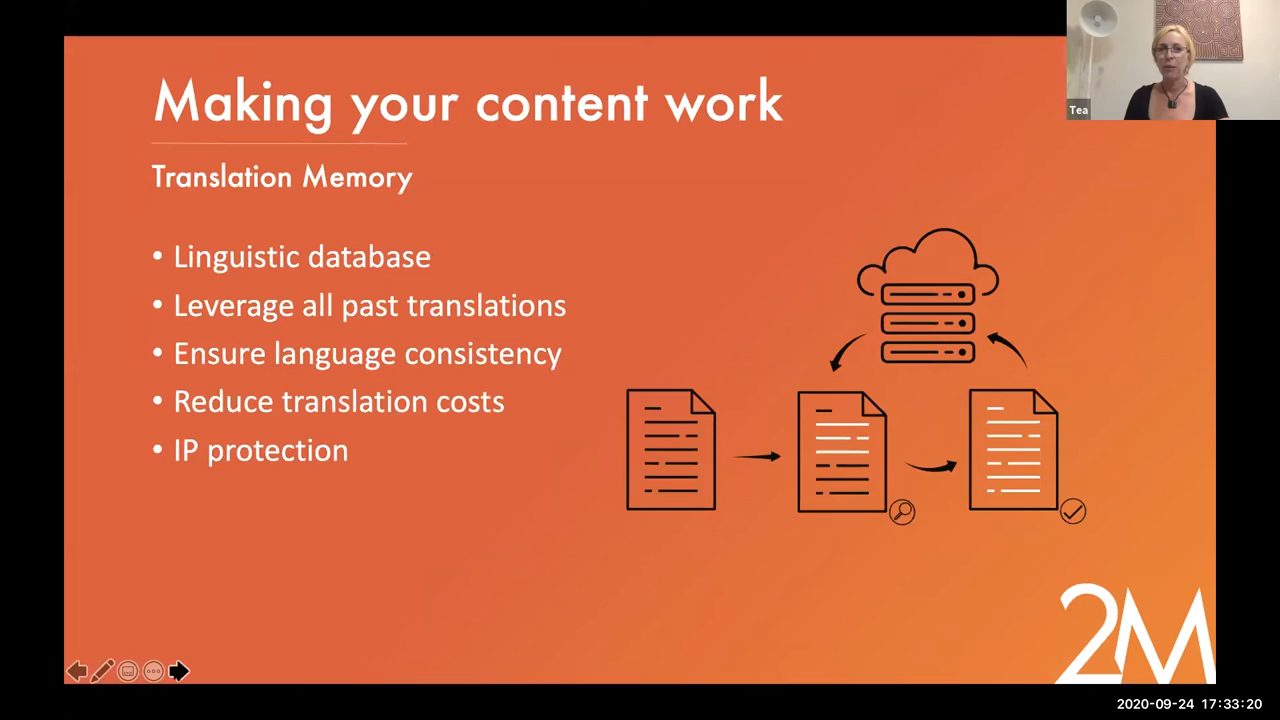 Making your content work
Translation Memory
• Linguistic database
• Leverage all past translations
• Ensure language consistency
• Reduce translation costs
• IP protection
Tea
2M
2020-09-24 17:33:20